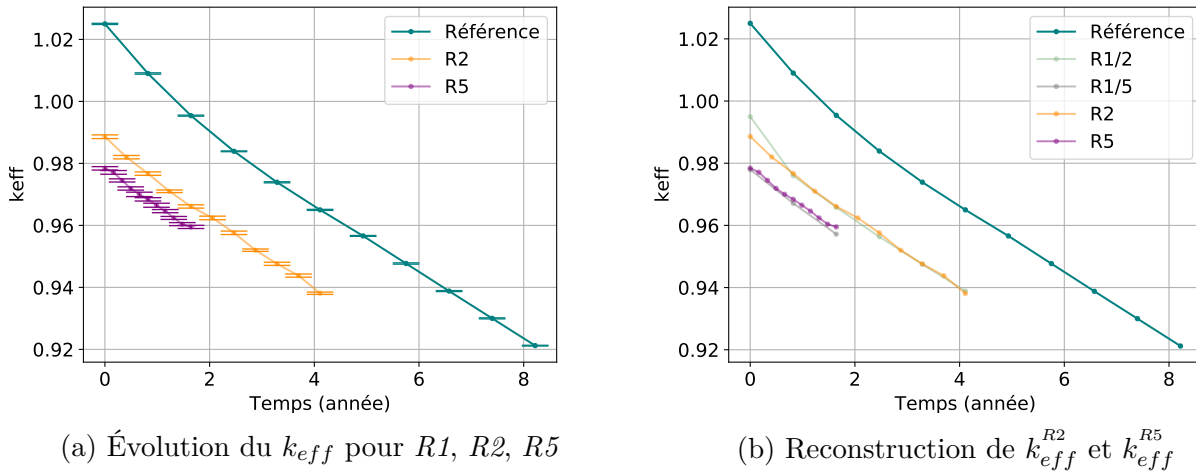 1.02
1.00
0.98
0.96
0.94
0.92
keff
0
2
4
6
8
Temps (année)
Référence
R2
R5
(a) Évolution du k_eff pour R1, R2, R5
1.02
1.00
0.98
0.96
0.94
0.92
keff
0
2
4
6
8
Temps (année)
Référence
R1/2
R1/5
R2
R5
(b) Reconstruction de k_eff^R2 et k_eff^R5